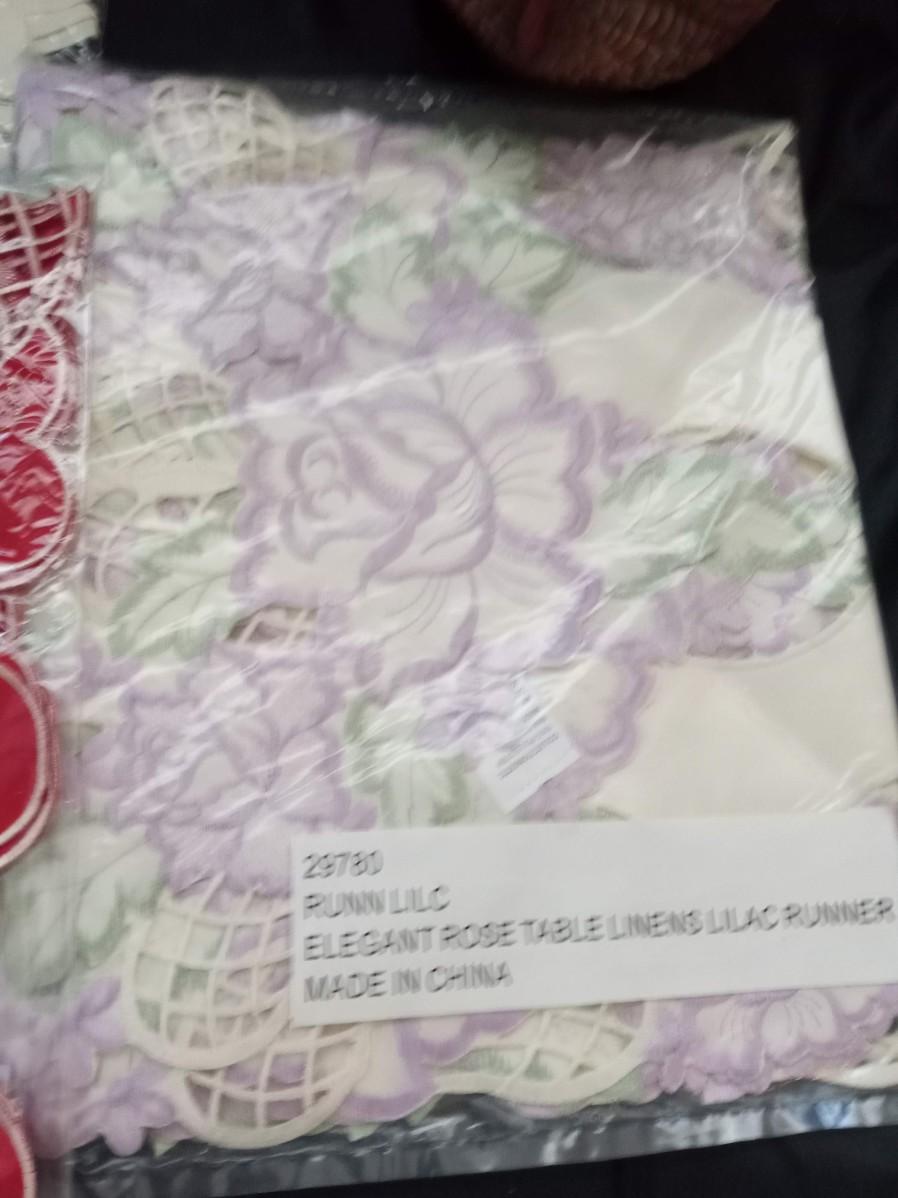 29780
RUNN LILC
ELEGANT ROSE TABLE LINENS LILAC RUNNER
MADE IN CHINA